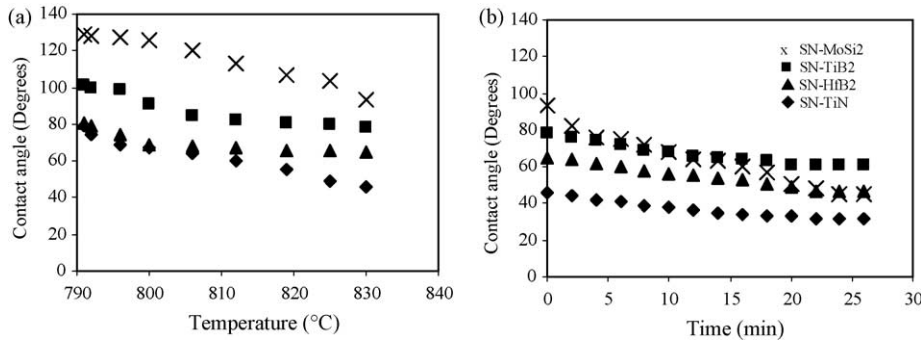 (a)
140
120
100
80
60
40
20
0
790 800 810 820 830 840
Temperature (°C)
Contact angle (Degrees)
(b)
140
120
100
80
60
40
20
0
0 5 10 15 20 25 30
Time (min)
Contact angle (Degrees)
SN-MoSi2
SN-TiB2
SN-HfB2
SN-TiN